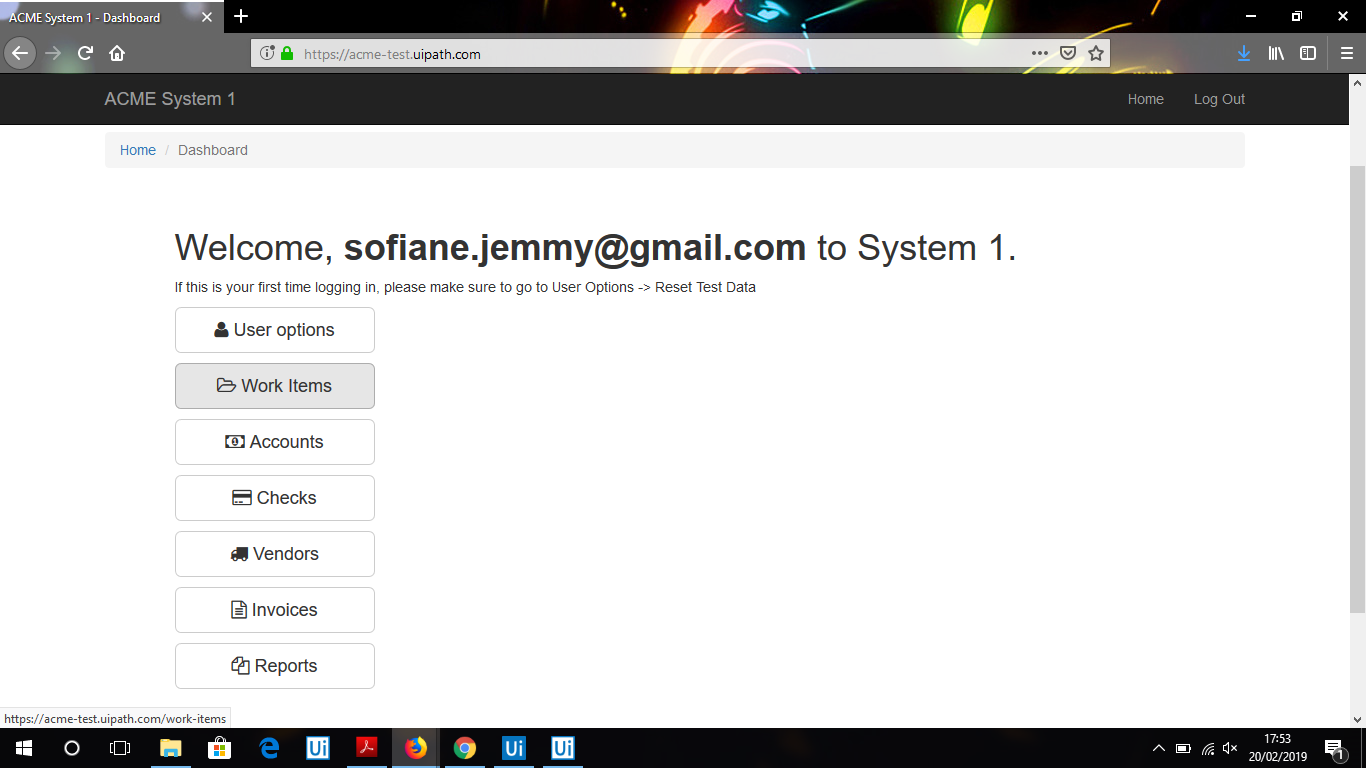 ACME System 1 - Dashboard
https://acme-test.uipath.com
ACME System 1
Home
Log Out
Home / Dashboard
Welcome, sofiane.jemmy@gmail.com to System 1.
If this is your first time logging in, please make sure to go to User Options -> Reset Test Data
User options
Work Items
Accounts
Checks
Vendors
Invoices
Reports
https://acme-test.uipath.com/work-items
Ui
Ui
Ui
17:53
20/02/2019
1